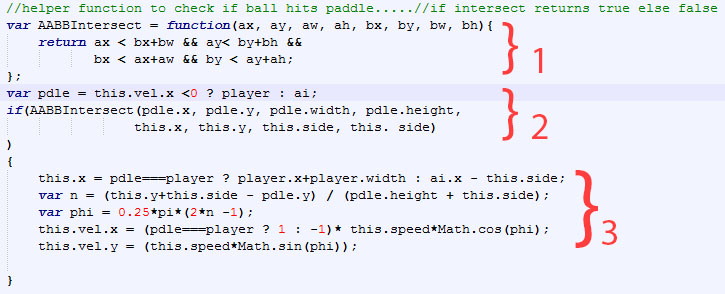 //helper function to check if ball hits paddle.....//if intersect returns true else false
var AABBIntersect = function(ax, ay, aw, ah, bx, by, bw, bh){
return ax < bx+bw && ay< by+bh &&
bx < ax+aw && by < ay+ah;
1
};
var pdle = this.vel.x <0 ? player : ai;
if(AABBIntersect(pdle.x, pdle.y, pdle.width, pdle.height,
this.x, this.y, this.side, this. side)
2
)
{
this.x = pdle===player ? player.x+player.width : ai.x - this.side;
var n = (this.y+this.side - pdle.y) / (pdle.height + this.side);
var phi = 0.25*pi*(2*n -1);
this.vel.x = (pdle===player ? 1 : -1)* this.speed*Math.cos(phi);
this.vel.y = (this.speed*Math.sin(phi));
3
}